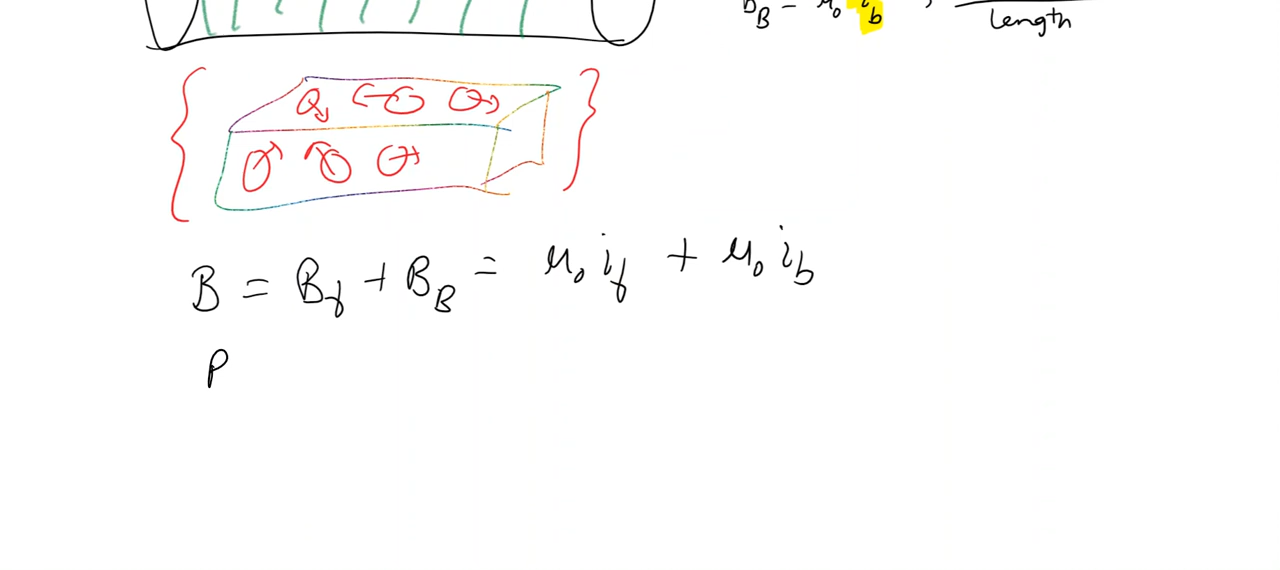 B_B = μ₀ i_b ,
length
B = B_f + B_B = μ₀ i_f + μ₀ i_b
P